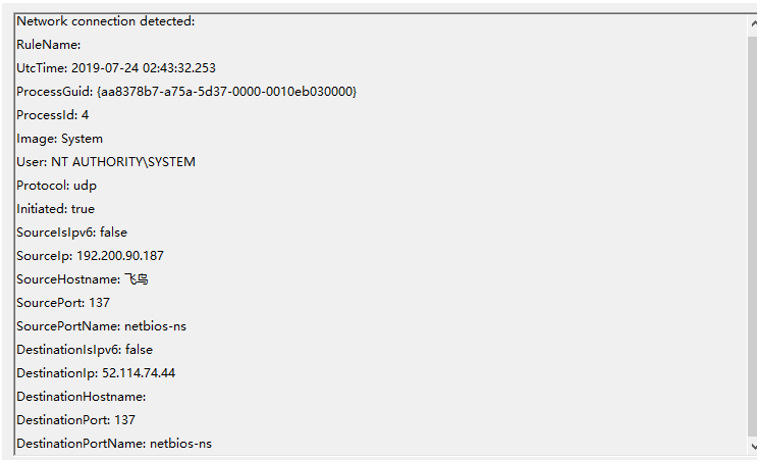 Network connection detected:
RuleName:
UtcTime: 2019-07-24 02:43:32.253
ProcessGuid: {aa8378b7-a75a-5d37-0000-0010eb030000}
ProcessId: 4
Image: System
User: NT AUTHORITY\SYSTEM
Protocol: udp
Initiated: true
SourceIsIpv6: false
SourceIp: 192.200.90.187
SourceHostname: 飞鸟
SourcePort: 137
SourcePortName: netbios-ns
DestinationIsIpv6: false
DestinationIp: 52.114.74.44
DestinationHostname:
DestinationPort: 137
DestinationPortName: netbios-ns